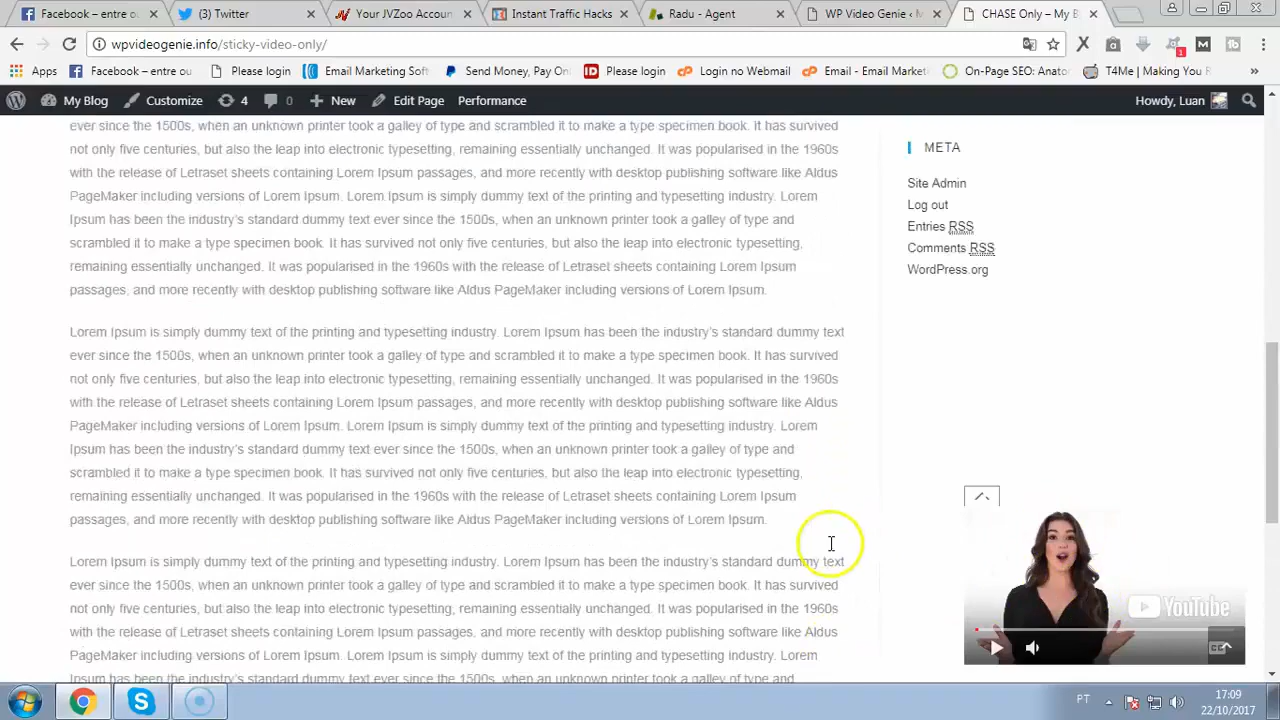 Facebook – entre ou
(3) Twitter
Your JVZoo Accoun
Instant Traffic Hacks
Radu - Agent
WP Video Genie ‹ M
CHASE Only – My B
wpvideogenie.info/sticky-video-only/
Apps
Facebook – entre ou
Please login
Email Marketing Soft
Send Money, Pay Onl
Please login
Login no Webmail
Email - Email Market
On-Page SEO: Anator
T4Me | Making You R
»
My Blog
Customize
4
0
New
Edit Page
Performance
Howdy, Luan
ever since the 1500s, when an unknown printer took a galley of type and scrambled it to make a type specimen book. It has survived
not only five centuries, but also the leap into electronic typesetting, remaining essentially unchanged. It was popularised in the 1960s
with the release of Letraset sheets containing Lorem Ipsum passages, and more recently with desktop publishing software like Aldus
PageMaker including versions of Lorem Ipsum. Lorem Ipsum is simply dummy text of the printing and typesetting industry. Lorem
Ipsum has been the industry's standard dummy text ever since the 1500s, when an unknown printer took a galley of type and
scrambled it to make a type specimen book. It has survived not only five centuries, but also the leap into electronic typesetting,
remaining essentially unchanged. It was popularised in the 1960s with the release of Letraset sheets containing Lorem Ipsum
passages, and more recently with desktop publishing software like Aldus PageMaker including versions of Lorem Ipsum.
Lorem Ipsum is simply dummy text of the printing and typesetting industry. Lorem Ipsum has been the industry's standard dummy text
ever since the 1500s, when an unknown printer took a galley of type and scrambled it to make a type specimen book. It has survived
not only five centuries, but also the leap into electronic typesetting, remaining essentially unchanged. It was popularised in the 1960s
with the release of Letraset sheets containing Lorem Ipsum passages, and more recently with desktop publishing software like Aldus
PageMaker including versions of Lorem Ipsum. Lorem Ipsum is simply dummy text of the printing and typesetting industry. Lorem
Ipsum has been the industry's standard dummy text ever since the 1500s, when an unknown printer took a galley of type and
scrambled it to make a type specimen book. It has survived not only five centuries, but also the leap into electronic typesetting,
remaining essentially unchanged. It was popularised in the 1960s with the release of Letraset sheets containing Lorem Ipsum
passages, and more recently with desktop publishing software like Aldus PageMaker including versions of Lorem Ipsum.
Lorem Ipsum is simply dummy text of the printing and typesetting industry. Lorem Ipsum has been the industry's standard dummy text
ever since the 1500s, when an unknown printer took a galley of type and scrambled it to make a type specimen book. It has survived
not only five centuries, but also the leap into electronic typesetting, remaining essentially unchanged. It was popularised in the 1960s
with the release of Letraset sheets containing Lorem Ipsum passages, and more recently with desktop publishing software like Aldus
PageMaker including versions of Lorem Ipsum. Lorem Ipsum is simply dummy text of the printing and typesetting industry. Lorem
Ipsum has been the industry's standard dummy text ever since the 1500s, when an unknown printer took a galley of type and
META
Site Admin
Log out
Entries RSS
Comments RSS
WordPress.org
YouTube
CC
PT
17:09
22/10/2017